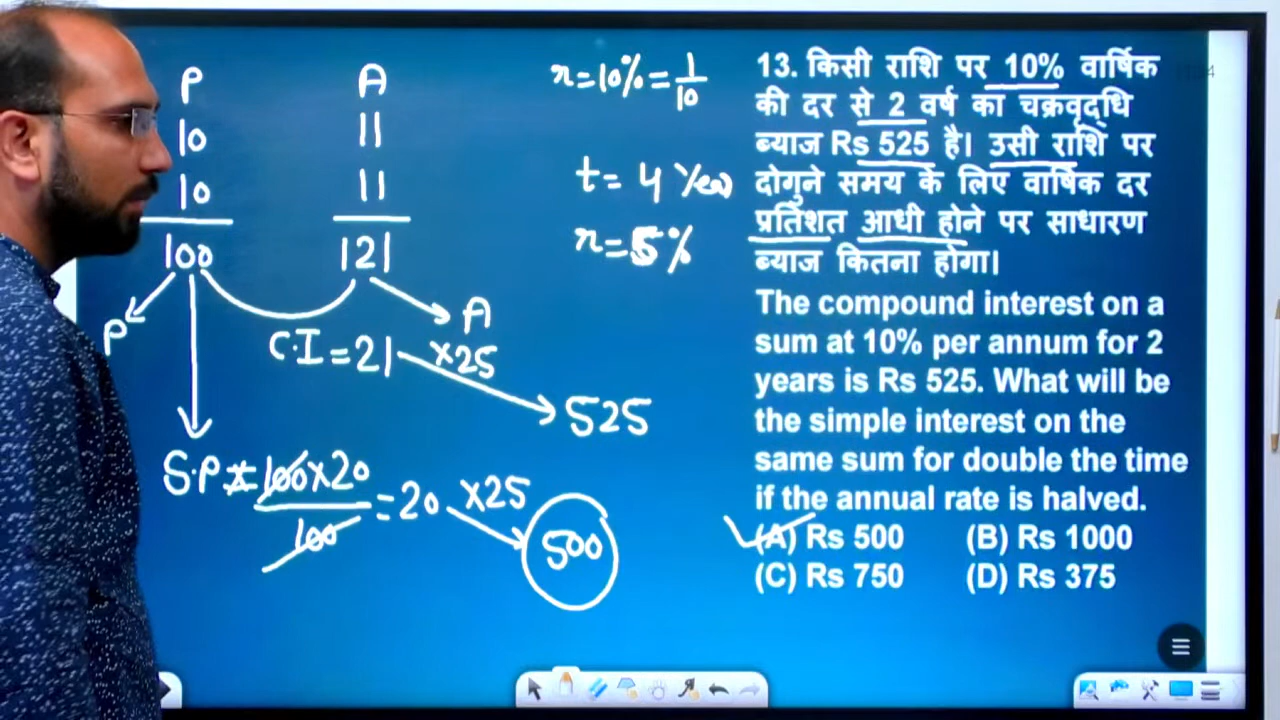 P A
10 11
10 11
100 121
P A
C.I = 21 ×25
525
S.P = 100×20
100
= 20 ×25
500
r = 10% = 1/10
t = 4 Year
r = 5%
13. किसी राशि पर 10% वार्षिक
की दर से 2 वर्ष का चक्रवृद्धि
ब्याज Rs 525 है। उसी राशि पर
दोगुने समय के लिए वार्षिक दर
प्रतिशत आधी होने पर साधारण
ब्याज कितना होगा।
The compound interest on a
sum at 10% per annum for 2
years is Rs 525. What will be
the simple interest on the
same sum for double the time
if the annual rate is halved.
(A) Rs 500 (B) Rs 1000
(C) Rs 750 (D) Rs 375